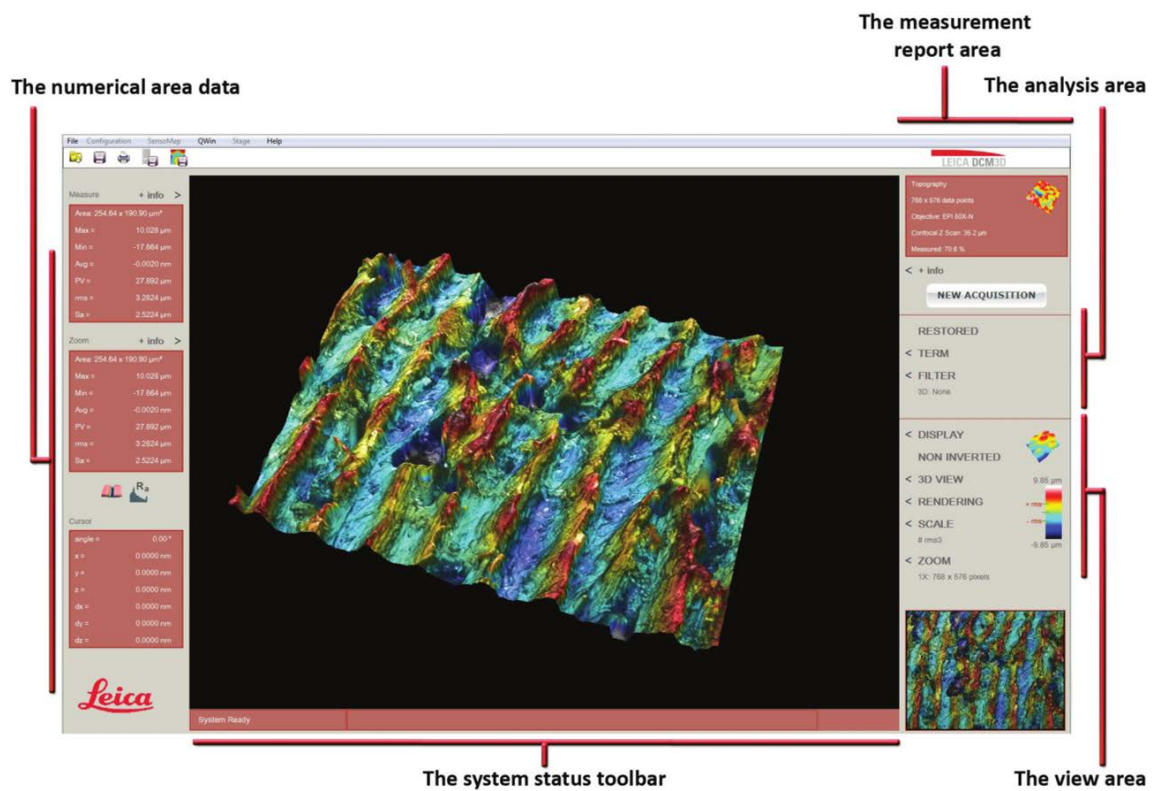 The measurement
report area
The numerical area data
The analysis area
File Configuration SensoMap QWin Stage Help
LEICA DCM3D
Measure + info >
Area: 254.64 x 190.90 µm²
Max = 10.028 µm
Min = -17.864 µm
Avg = -0.0020 nm
PV = 27.892 µm
rms = 3.2824 µm
Sa = 2.5224 µm
Zoom + info >
Area: 254.64 x 190.90 µm²
Max = 10.028 µm
Min = -17.864 µm
Avg = -0.0020 nm
PV = 27.892 µm
rms = 3.2824 µm
Sa = 2.5224 µm
Ra
Cursor
angle = 0.00 °
x = 0.0000 nm
y = 0.0000 nm
z = 0.0000 nm
dx = 0.0000 nm
dy = 0.0000 nm
dz = 0.0000 nm
Leica
System Ready
Topography
768 x 576 data points
Objective: EPI 50X-N
Confocal Z Scan: 36.2 µm
Measured: 70.6 %
< + info
NEW ACQUISITION
RESTORED
< TERM
< FILTER
3D: None
< DISPLAY
NON INVERTED
< 3D VIEW 9.85 µm
< RENDERING + rms
< SCALE - rms
# rms3 -9.85 µm
< ZOOM
1X: 768 x 576 pixels
The system status toolbar
The view area